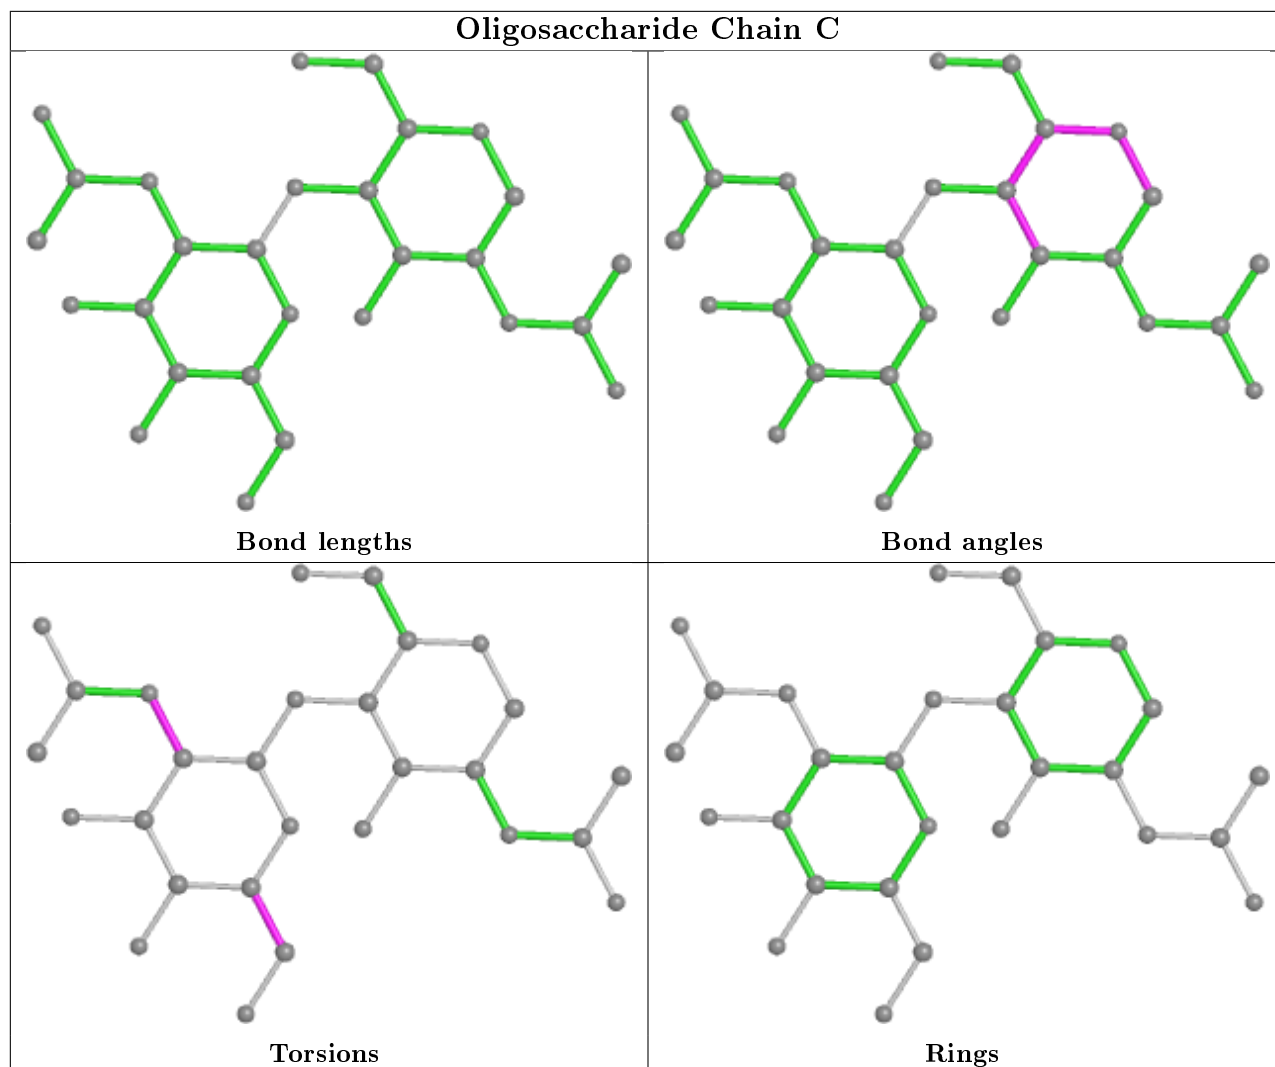 Oligosaccharide Chain C
Bond lengths
Bond angles
Torsions
Rings